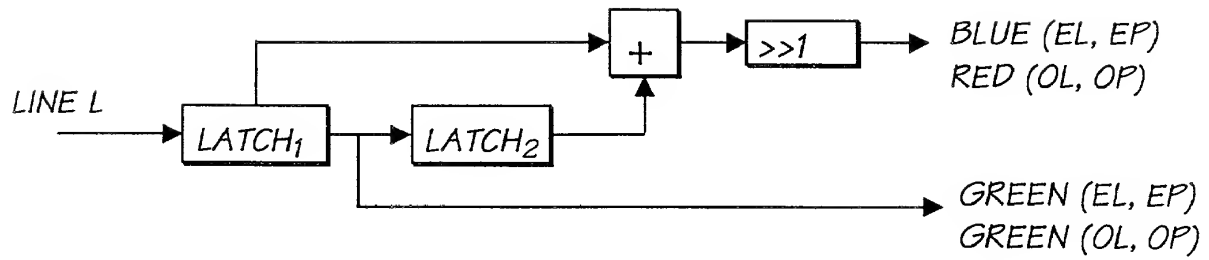 BLUE (EL, EP)
+
>>1
RED (OL, OP)
LINE L
LATCH1
LATCH2
GREEN (EL, EP)
GREEN (OL, OP)